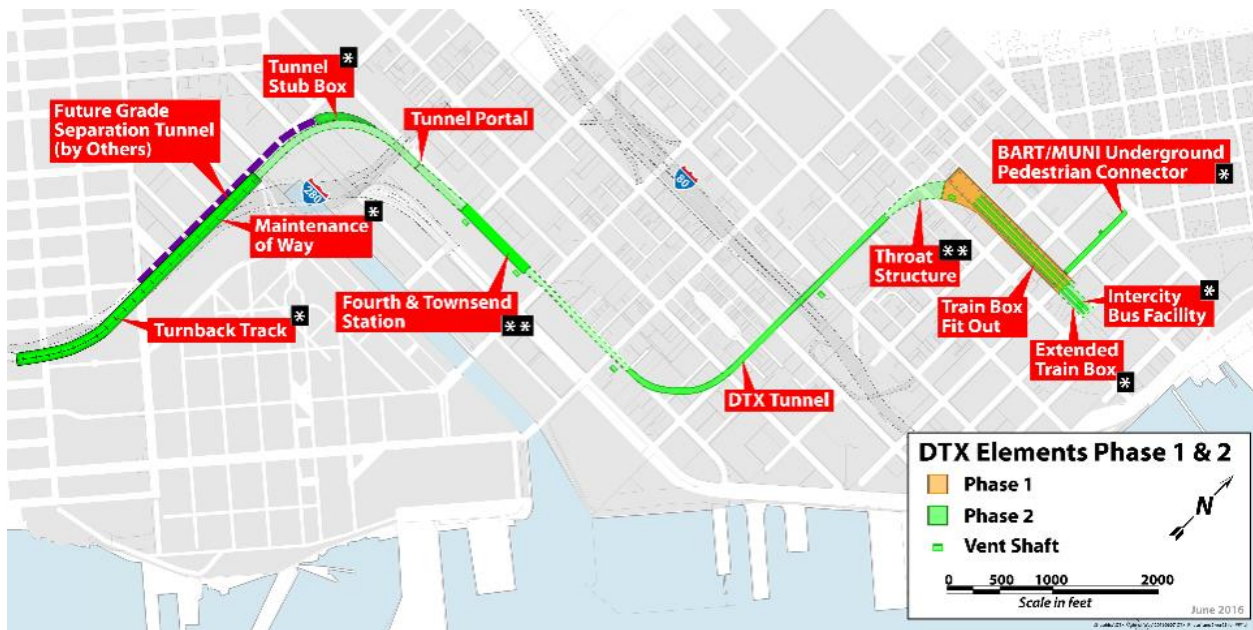 Tunnel
Stub Box
*
Future Grade
Separation Tunnel
(by Others)
Tunnel Portal
BART/MUNI Underground
Pedestrian Connector
*
280
80
Maintenance
of Way
*
Throat
Structure
**
Fourth & Townsend
Station
**
Turnback Track
*
Train Box
Fit Out
Intercity
Bus Facility
*
Extended
Train Box
*
DTX Tunnel
DTX Elements Phase 1 & 2
Phase 1
Phase 2
Vent Shaft
N
0 500 1000 2000
Scale in feet
June 2016